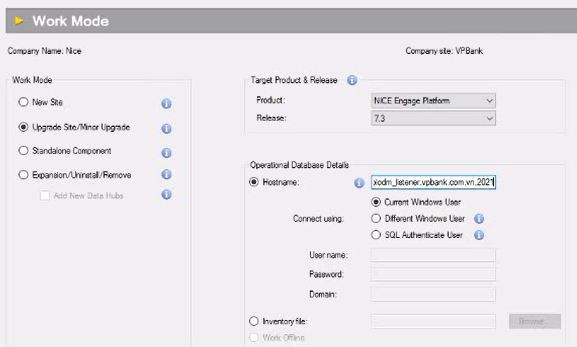 Work Mode
Company Name: Nice
Company site: VPBank
Work Mode
New Site
Upgrade Site/Minor Upgrade
Standalone Component
Expansion/Uninstall/Remove
Add New Data Hubs
Target Product & Release
Product:
NICE Engage Platform
Release:
7.3
Operational Database Details
Hostname:
xodm_listener.vpbank.com.vn,2021
Connect using:
Current Windows User
Different Windows User
SQL Authenticate User
User name:
Password:
Domain:
Inventory file:
Browse...
Work Offline